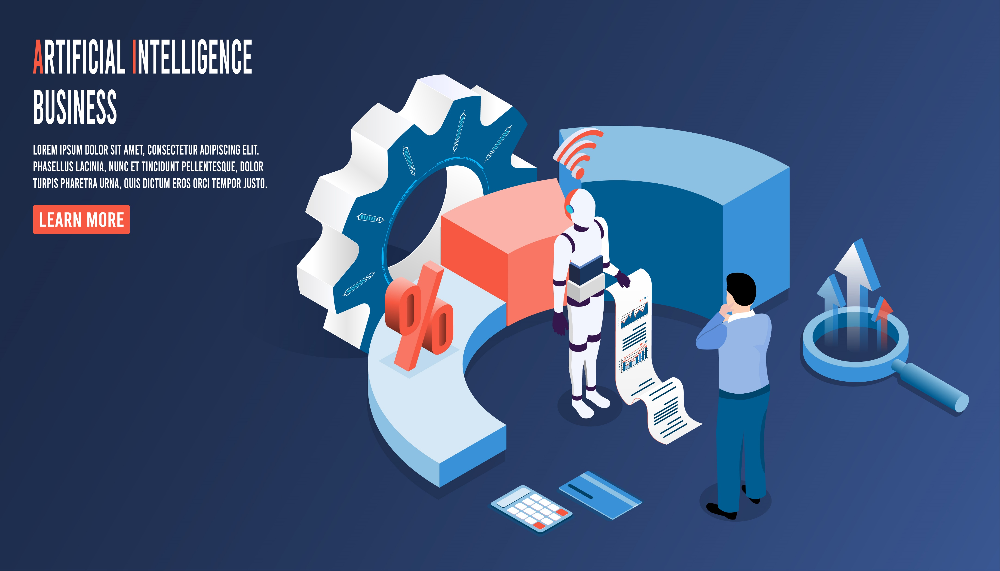 ARTIFICIAL INTELLIGENCE
BUSINESS
LOREM IPSUM DOLOR SIT AMET, CONSECTETUR ADIPISCING ELIT.
PHASELLUS LACINIA, NUNC ET TINCIDUNT PELLENTESQUE, DOLOR
TURPIS PHARETRA URNA, QUIS DICTUM EROS ORCI TEMPOR JUSTO.
LEARN MORE
%